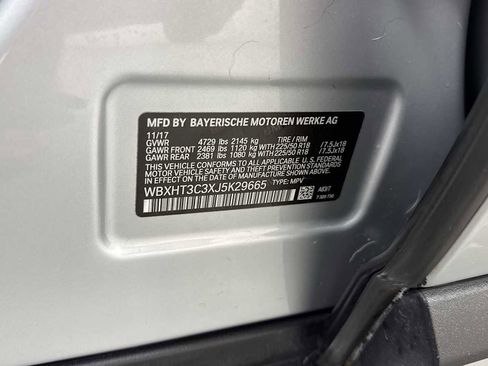 MFD BY BAYERISCHE MOTOREN WERKE AG
11/17
GVWR 4729 lbs 2145 kg TIRE / RIM
GAWR FRONT 2469 lbs 1120 kg WITH 225/50 R18 /7.5Jx18
GAWR REAR 2381 lbs 1080 kg WITH 225/50 R18 /7.5Jx18
THIS VEHICLE CONFORMS TO ALL APPLICABLE FEDERAL
MOTOR VEHICLE SAFETY, BUMPER, AND THEFT PREVENTION
STANDARDS IN EFFECT ON THE DATE OF
MANUFACTURE SHOWN ABOVE.
WBXHT3C3XJ5K29665 TYPE: MPV